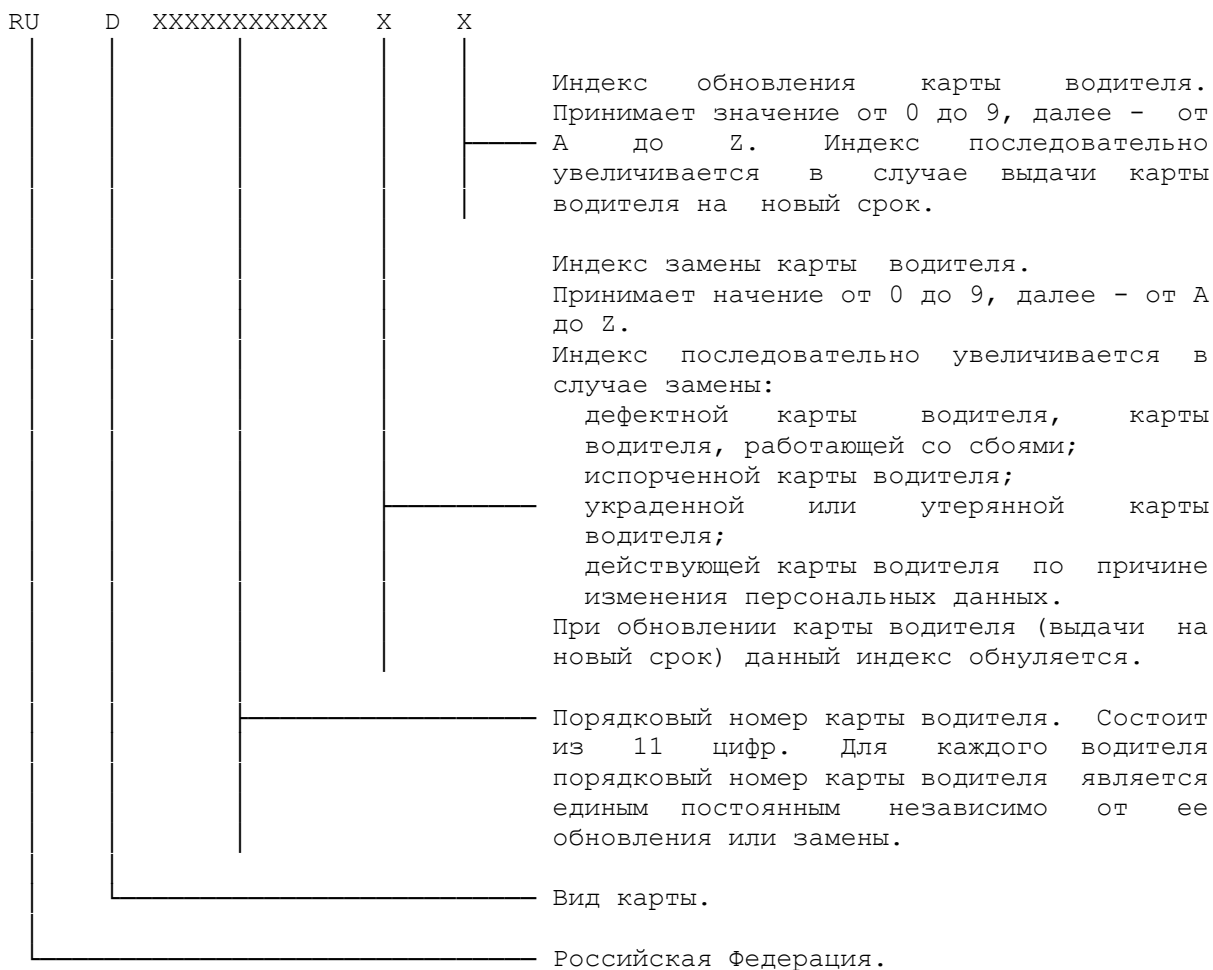 RU D XXXXXXXXXXX X X
Индекс обновления карты водителя.
Принимает значение от 0 до 9, далее - от
A до Z. Индекс последовательно
увеличивается в случае выдачи карты
водителя на новый срок.
Индекс замены карты водителя.
Принимает начение от 0 до 9, далее - от A
до Z.
Индекс последовательно увеличивается в
случае замены:
дефектной карты водителя, карты
водителя, работающей со сбоями;
испорченной карты водителя;
украденной или утерянной карты
водителя;
действующей карты водителя по причине
изменения персональных данных.
При обновлении карты водителя (выдачи на
новый срок) данный индекс обнуляется.
Порядковый номер карты водителя. Состоит
из 11 цифр. Для каждого водителя
порядковый номер карты водителя является
единым постоянным независимо от ее
обновления или замены.
Вид карты.
Российская Федерация.